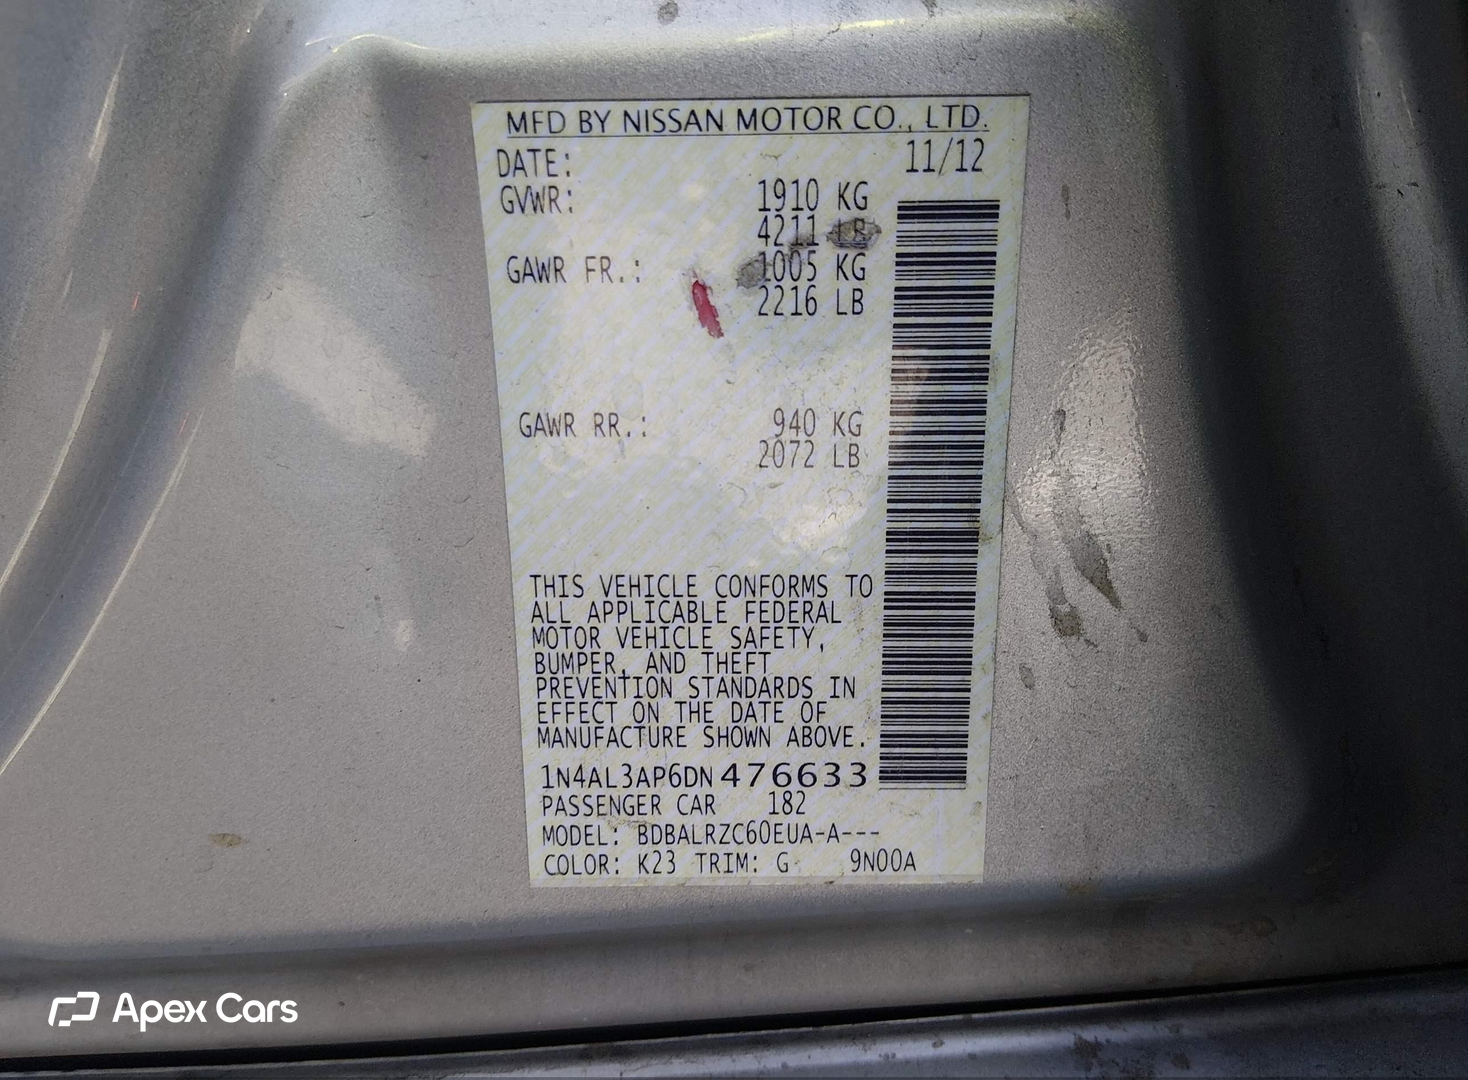 MFD BY NISSAN MOTOR CO., LTD.
DATE: 11/12
GVWR: 1910 KG
4211 LB
GAWR FR.: 1005 KG
2216 LB
GAWR RR.: 940 KG
2072 LB
THIS VEHICLE CONFORMS TO
ALL APPLICABLE FEDERAL
MOTOR VEHICLE SAFETY,
BUMPER, AND THEFT
PREVENTION STANDARDS IN
EFFECT ON THE DATE OF
MANUFACTURE SHOWN ABOVE.
1N4AL3AP6DN476633
PASSENGER CAR 182
MODEL: BDBALRZC60EUA-A---
COLOR: K23 TRIM: G 9N00A
Apex Cars